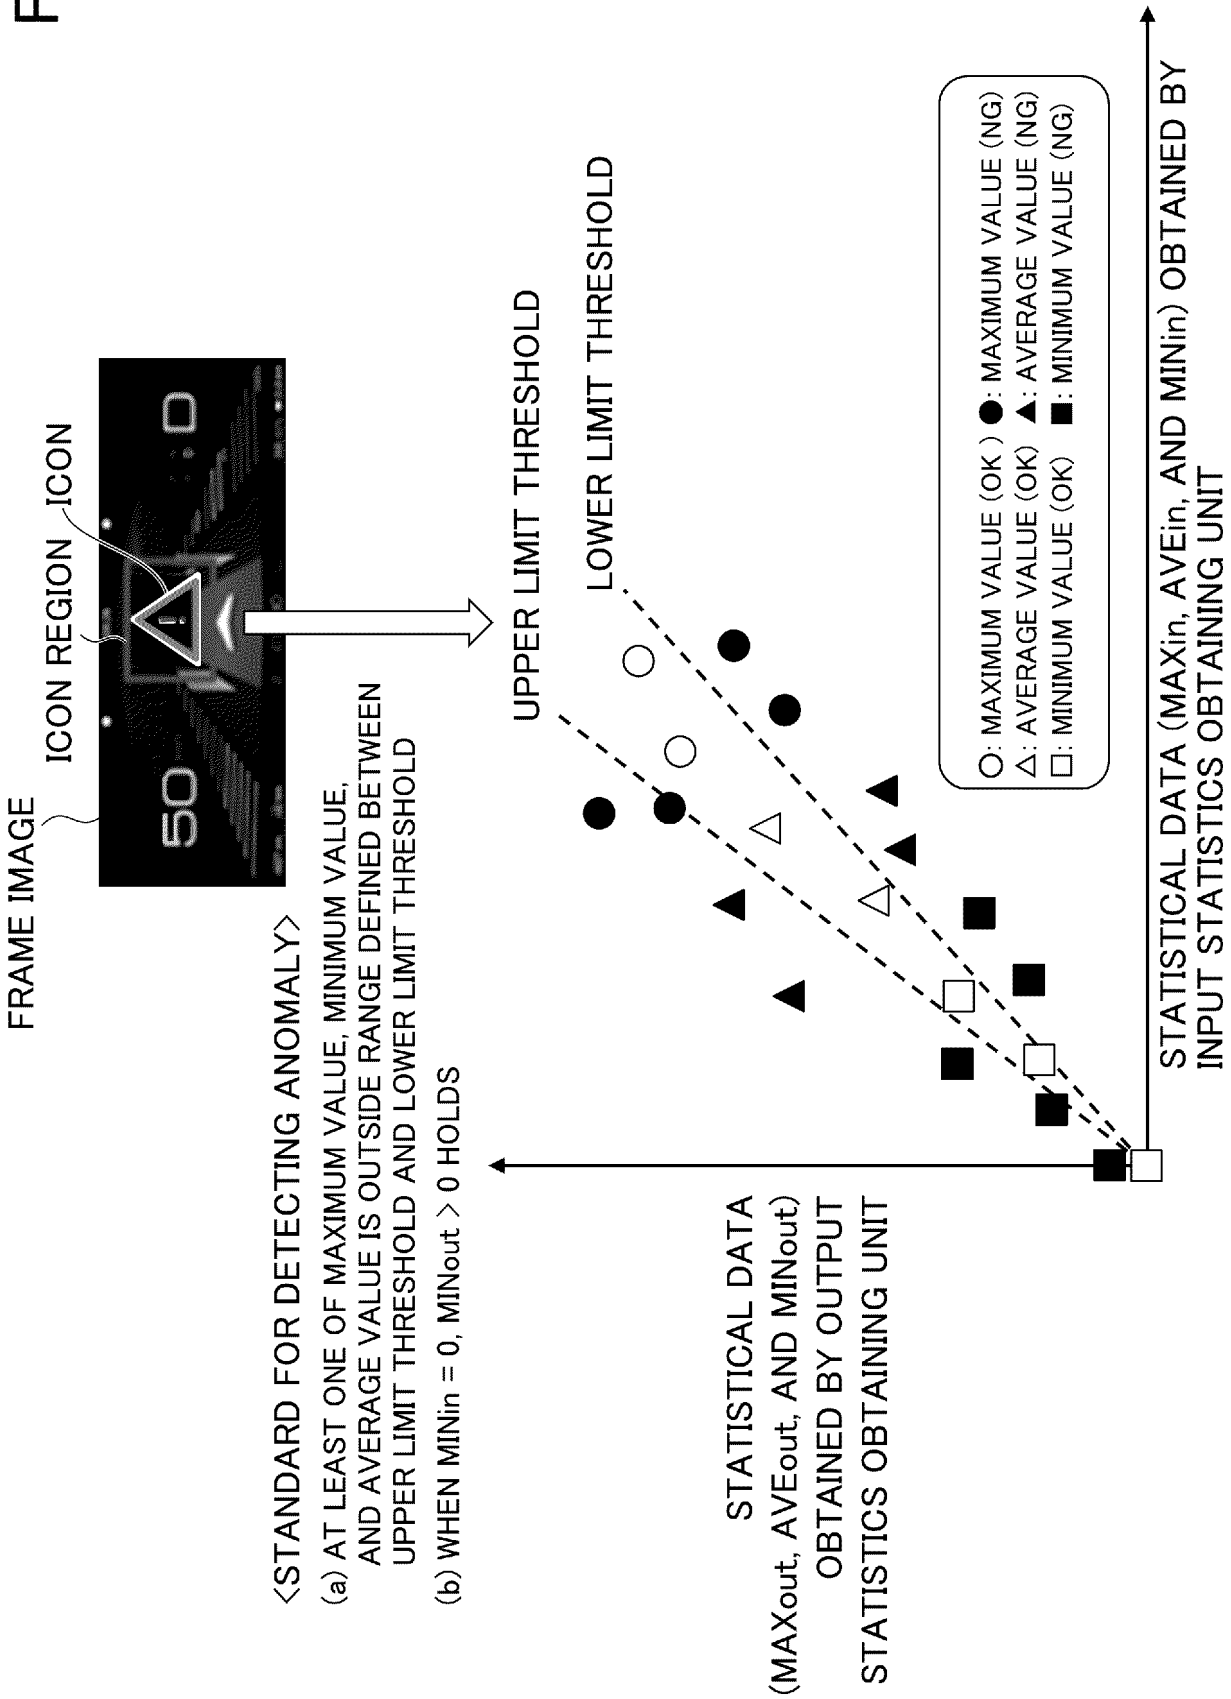 F
FRAME IMAGE
ICON REGION
ICON
50
D
<STANDARD FOR DETECTING ANOMALY>
(a) AT LEAST ONE OF MAXIMUM VALUE, MINIMUM VALUE,
AND AVERAGE VALUE IS OUTSIDE RANGE DEFINED BETWEEN
UPPER LIMIT THRESHOLD AND LOWER LIMIT THRESHOLD
(b) WHEN MINin = 0, MINout > 0 HOLDS
UPPER LIMIT THRESHOLD
LOWER LIMIT THRESHOLD
STATISTICAL DATA
(MAXout, AVEout, AND MINout)
OBTAINED BY OUTPUT
STATISTICS OBTAINING UNIT
○: MAXIMUM VALUE (OK ) ●: MAXIMUM VALUE (NG)
△: AVERAGE VALUE (OK) ▲: AVERAGE VALUE (NG)
□: MINIMUM VALUE (OK) ■: MINIMUM VALUE (NG)
STATISTICAL DATA (MAXin, AVEin, AND MINin) OBTAINED BY
INPUT STATISTICS OBTAINING UNIT